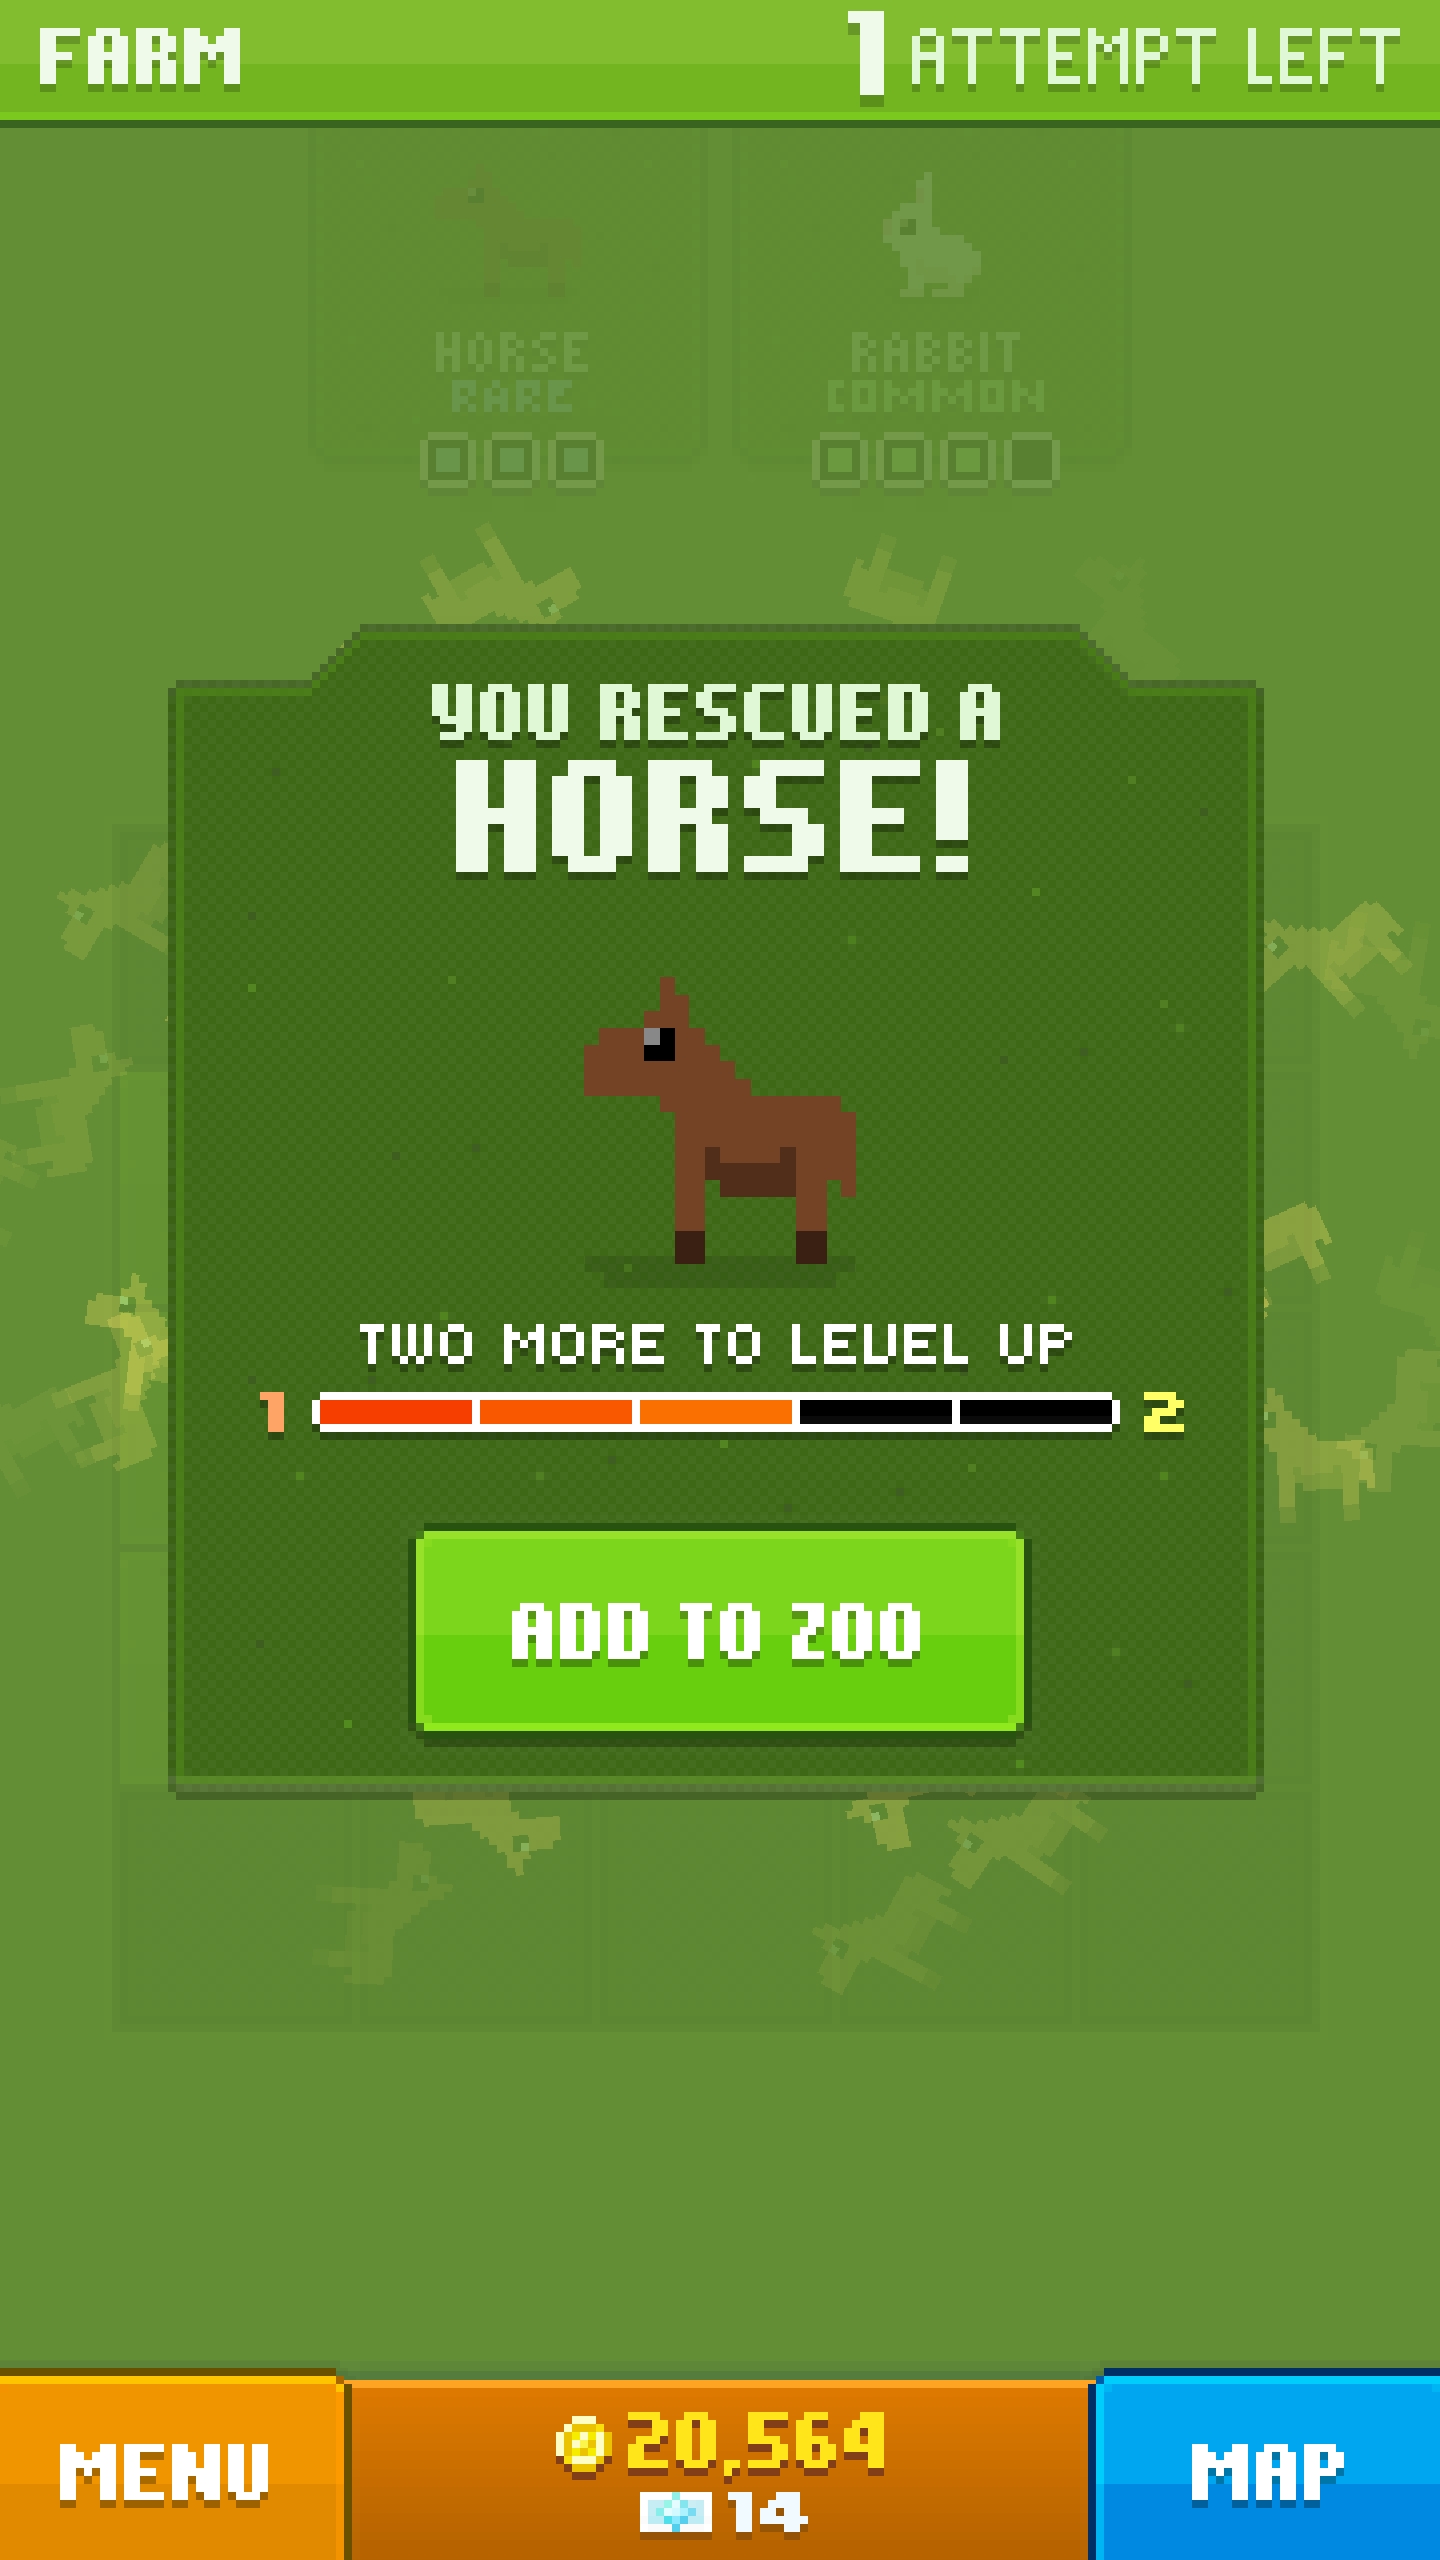 FARM
1 ATTEMPT LEFT
HORSE
RARE
RABBIT
COMMON
YOU RESCUED A
HORSE!
TWO MORE TO LEVEL UP
1
2
ADD TO ZOO
MENU
20,564
14
MAP